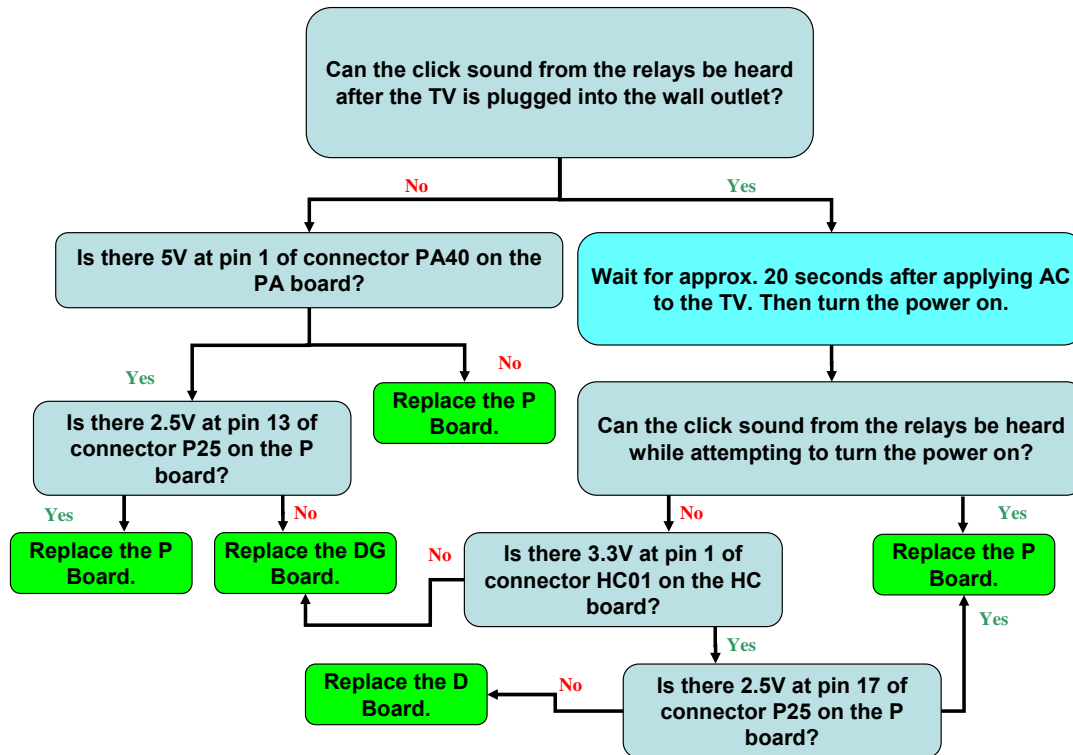 Can the click sound from the relays be heard
after the TV is plugged into the wall outlet?
No
Yes
Is there 5V at pin 1 of connector PA40 on the
PA board?
Wait for approx. 20 seconds after applying AC
to the TV. Then turn the power on.
Yes
No
Replace the P
Board.
Is there 2.5V at pin 13 of
connector P25 on the P
board?
Can the click sound from the relays be heard
while attempting to turn the power on?
Yes
No
No
Yes
Replace the P
Board.
Replace the DG
Board.
No
Is there 3.3V at pin 1 of
connector HC01 on the HC
board?
Replace the P
Board.
Yes
Yes
Replace the D
Board.
No
Is there 2.5V at pin 17 of
connector P25 on the P
board?